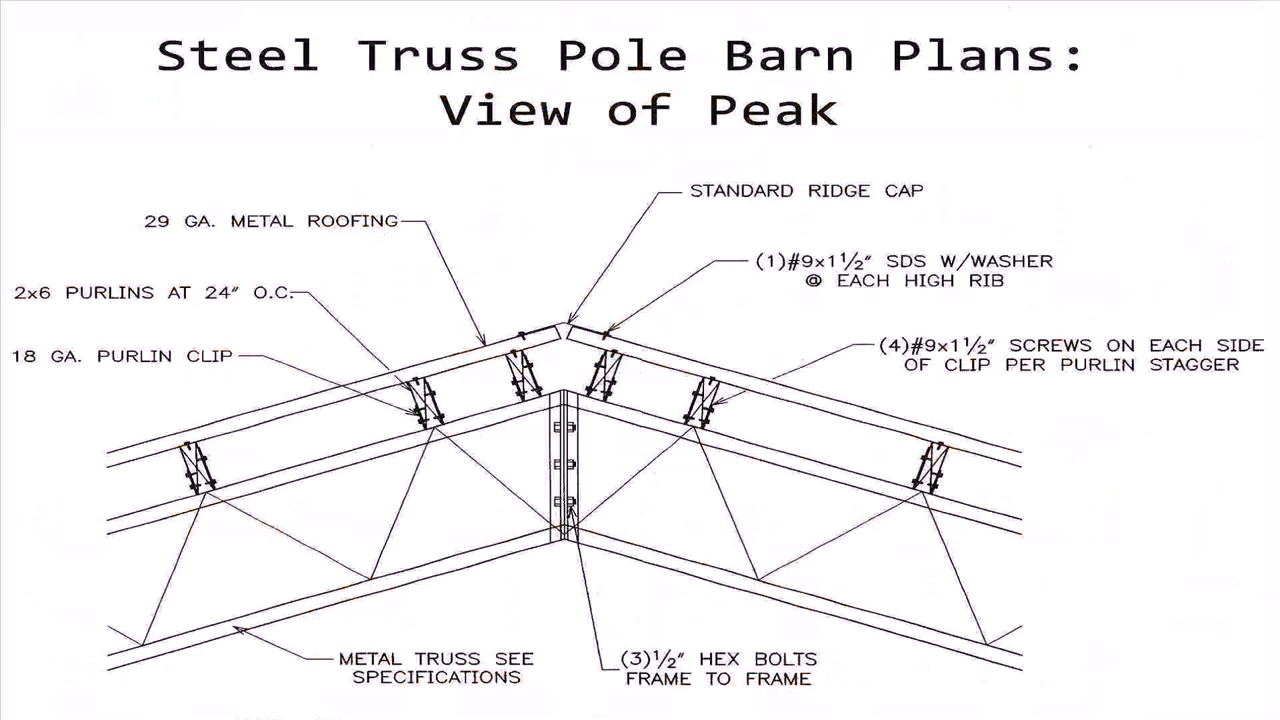 Steel Truss Pole Barn Plans:
View of Peak
STANDARD RIDGE CAP
29 GA. METAL ROOFING
(1)#9x1½" SDS W/WASHER
@ EACH HIGH RIB
2x6 PURLINS AT 24" O.C.
18 GA. PURLIN CLIP
(4)#9x1½" SCREWS ON EACH SIDE
OF CLIP PER PURLIN STAGGER
METAL TRUSS SEE
SPECIFICATIONS
(3)½" HEX BOLTS
FRAME TO FRAME